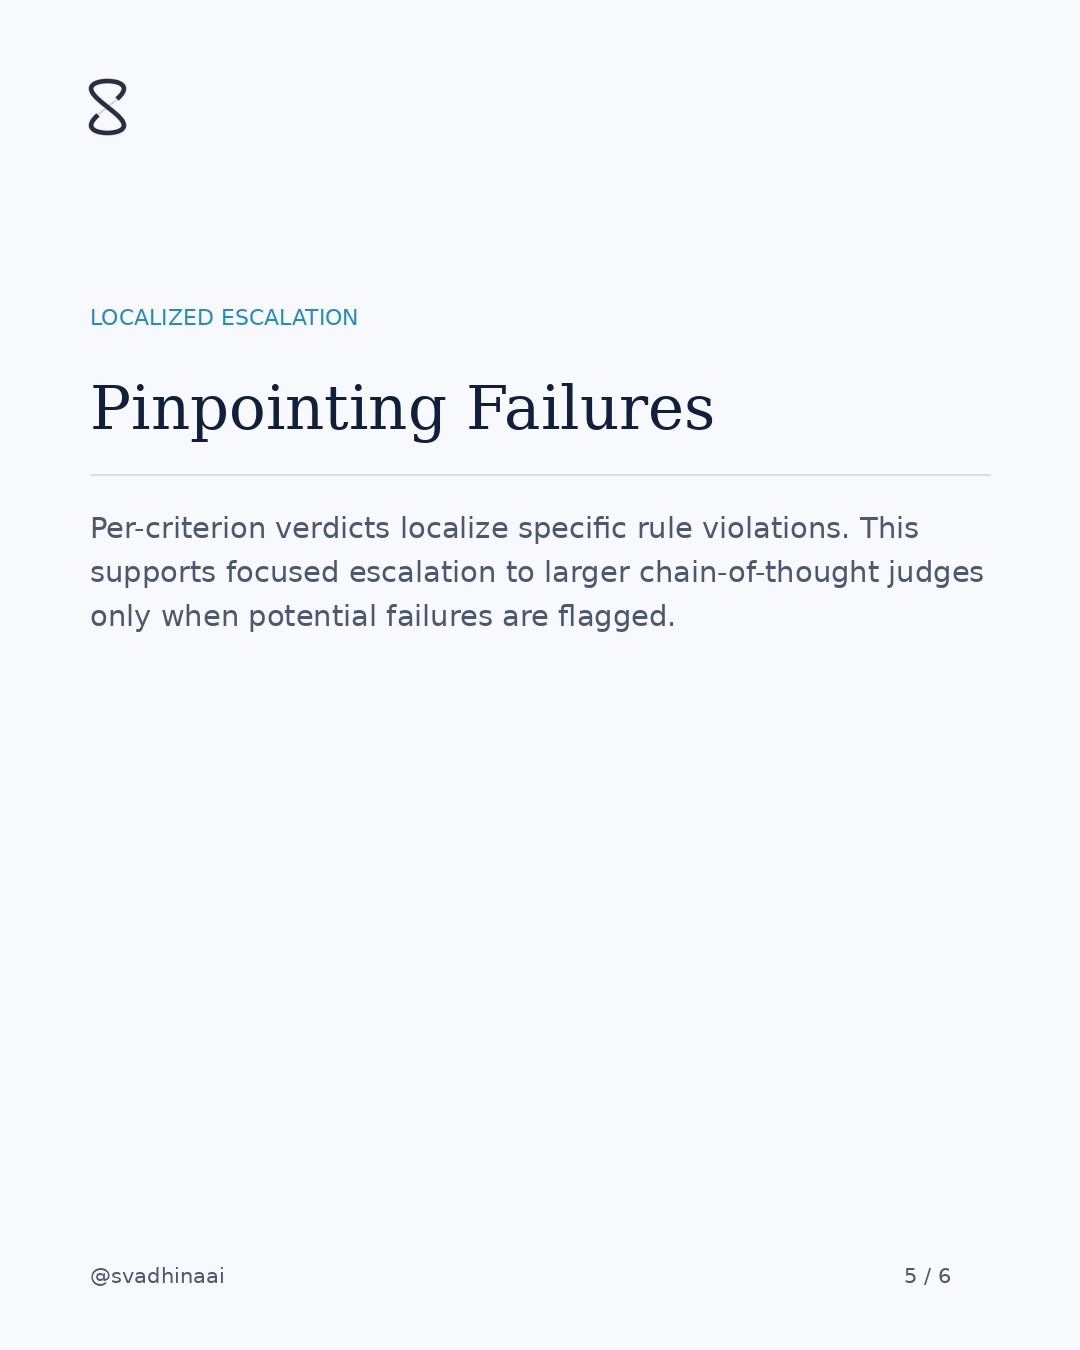 LOCALIZED ESCALATION
Pinpointing Failures
Per-criterion verdicts localize specific rule violations. This
supports focused escalation to larger chain-of-thought judges
only when potential failures are flagged.
@svadhinaai
5 / 6